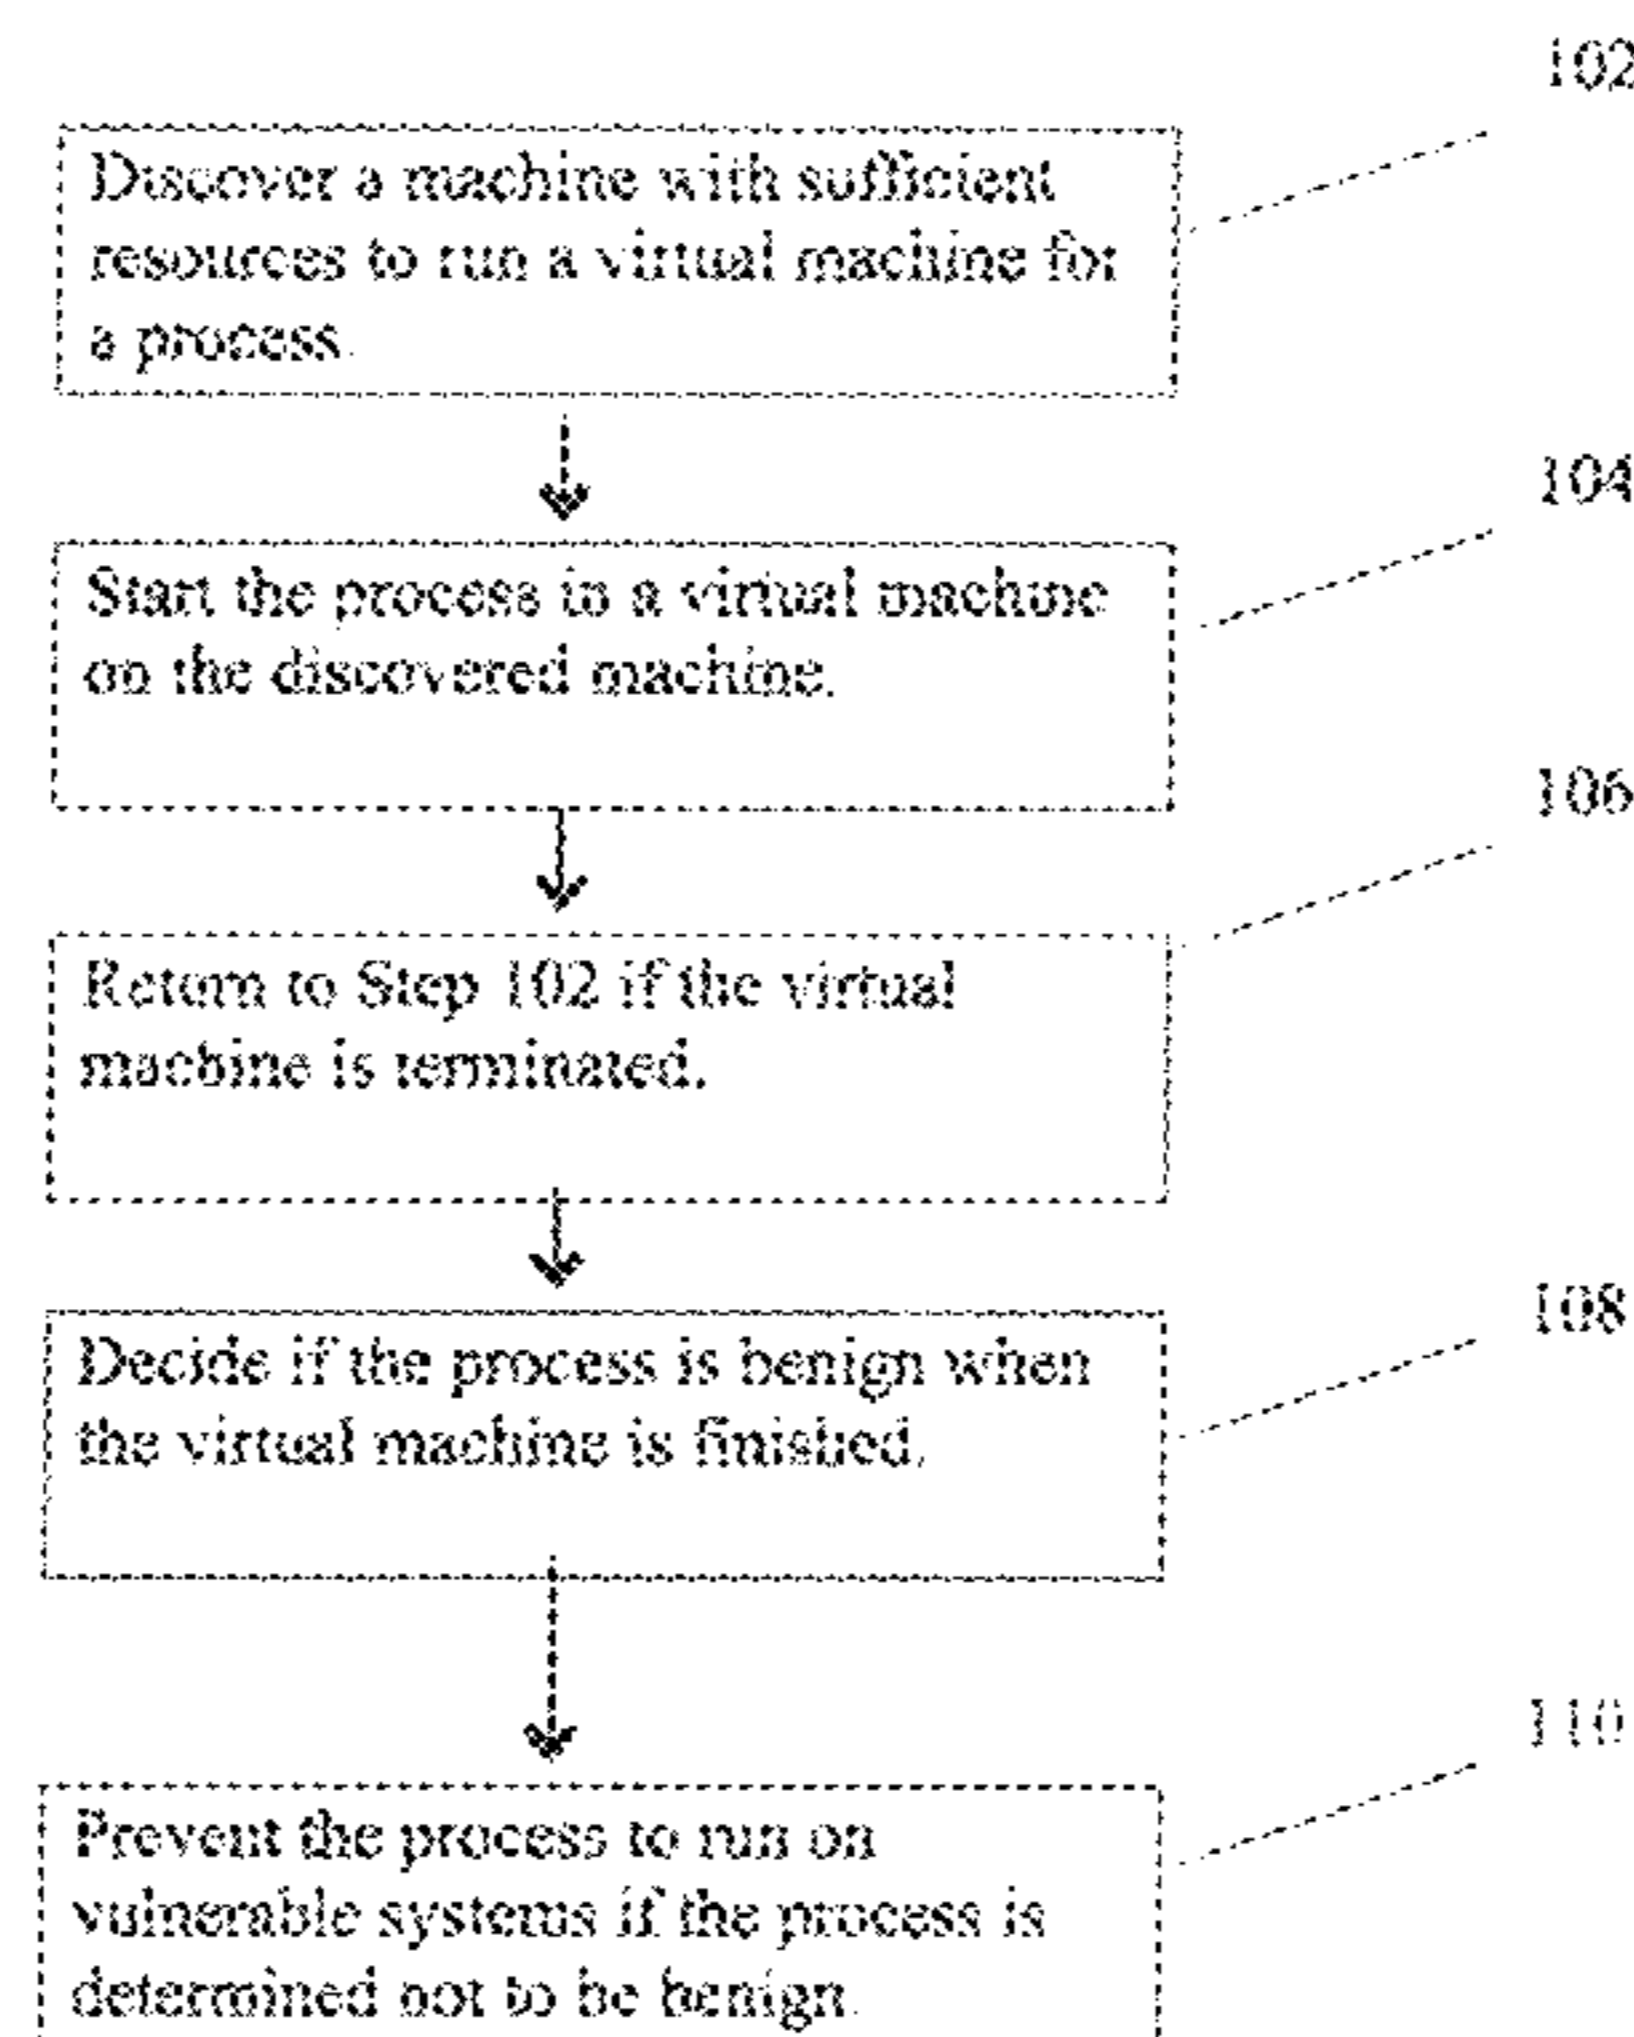 102
Discover a machine with sufficient
resources to run a virtual machine for
a process.
104
Start the process in a virtual machine
on the discovered machine.
106
Return to Step 102 if the virtual
machine is terminated.
108
Decide if the process is benign when
the virtual machine is finished.
110
Prevent the process to run on
vulnerable systems if the process is
determined not to be benign.